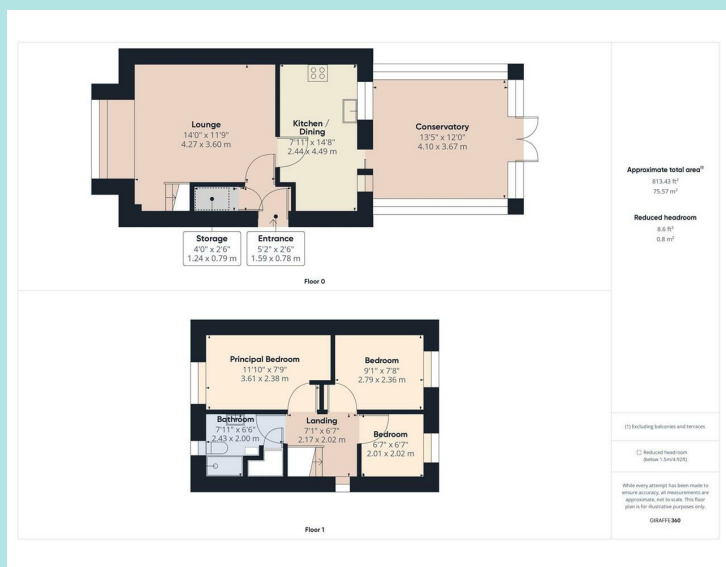 Lounge
14'0" x 11'9"
4.27 x 3.60 m
Kitchen /
Dining
7'11" x 14'8"
2.44 x 4.49 m
Conservatory
13'5" x 12'0"
4.10 x 3.67 m
Storage
4'0" x 2'6"
1.24 x 0.79 m
Entrance
5'2" x 2'6"
1.59 x 0.78 m
Floor 0
Principal Bedroom
11'10" x 7'9"
3.61 x 2.38 m
Bedroom
9'1" x 7'8"
2.79 x 2.36 m
Bathroom
7'11" x 6'6"
2.43 x 2.00 m
Landing
7'1" x 6'7"
2.17 x 2.02 m
Bedroom
6'7" x 6'7"
2.01 x 2.02 m
Floor 1
Approximate total area⁽¹⁾
813.43 ft²
75.57 m²
Reduced headroom
8.6 ft²
0.8 m²
(1) Excluding balconies and terraces
Reduced headroom
(below 1.5m/4.92ft)
While every attempt has been made to
ensure accuracy, all measurements are
approximate, not to scale. This floor
plan is for illustrative purposes only.
GIRAFFE360